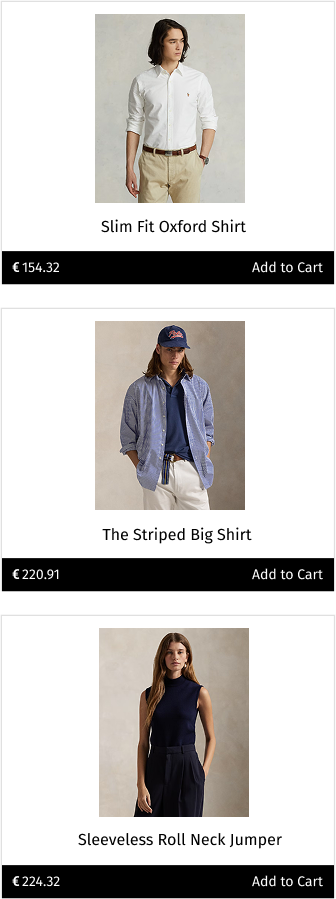 Slim Fit Oxford Shirt
€ 154.32 Add to Cart
The Striped Big Shirt
€ 220.91 Add to Cart
Sleeveless Roll Neck Jumper
€ 224.32 Add to Cart